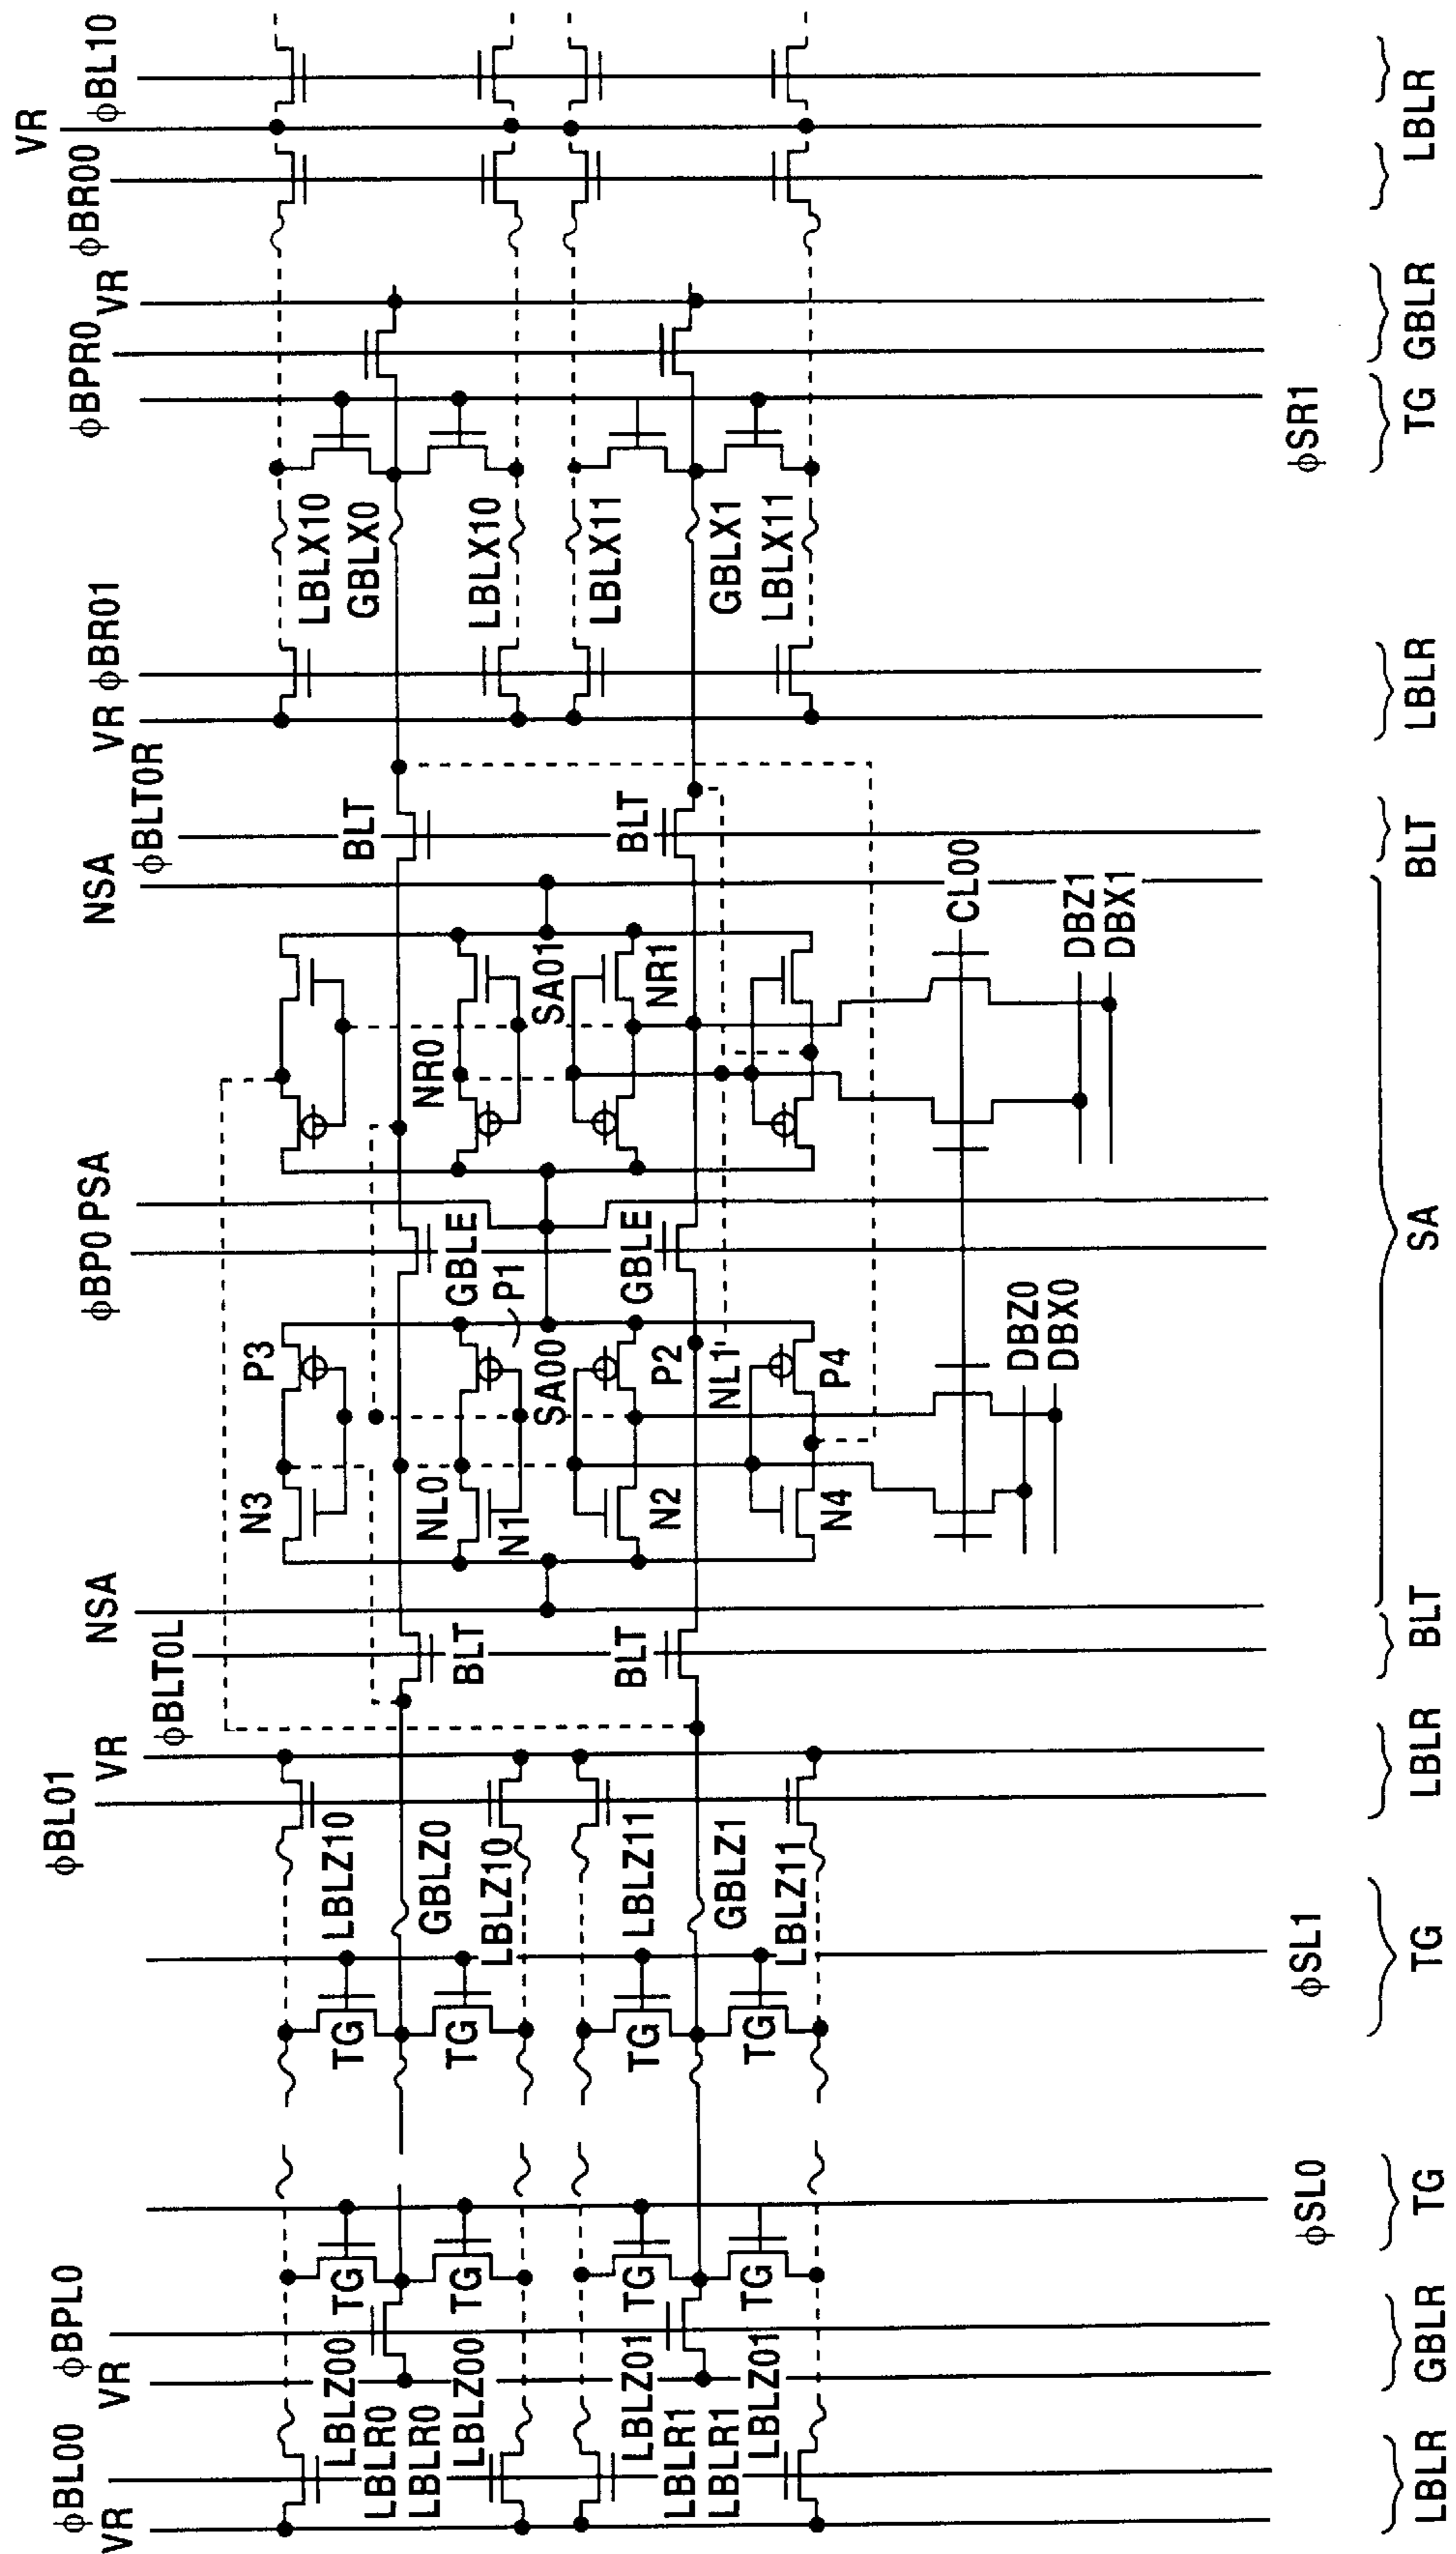 VR
φBL00
VR
φBPL0
φBL01
VR
φBLT0L
NSA
φBP0 PSA
NSA
φBLT0R
VR φBR01
φBPR0
VR
φBR00
VR
φBL10
N3
P3
LBLZ00
TG
TG
LBLZ10
BLT
LBLX10
LBLR0
GBLX0
LBLR0
LBLZ00
TG
TG
GBLZ0
BLT
NL0
N1
GBLE
P1
NR0
LBLZ10
LBLX10
SA00
SA01
LBLZ01
TG
TG
LBLZ11
BLT
N2
P2
GBLE
NR1
BLT
LBLX11
LBLR1
LBLR1
GBLZ1
NL1
GBLX1
LBLZ01
TG
TG
LBLZ11
N4
P4
LBLX11
CL00
DBZ0
DBX0
DBZ1
DBX1
φSL0
φSL1
φSR1
LBLR
GBLR
TG
TG
LBLR
BLT
SA
BLT
LBLR
TG
GBLR
LBLR